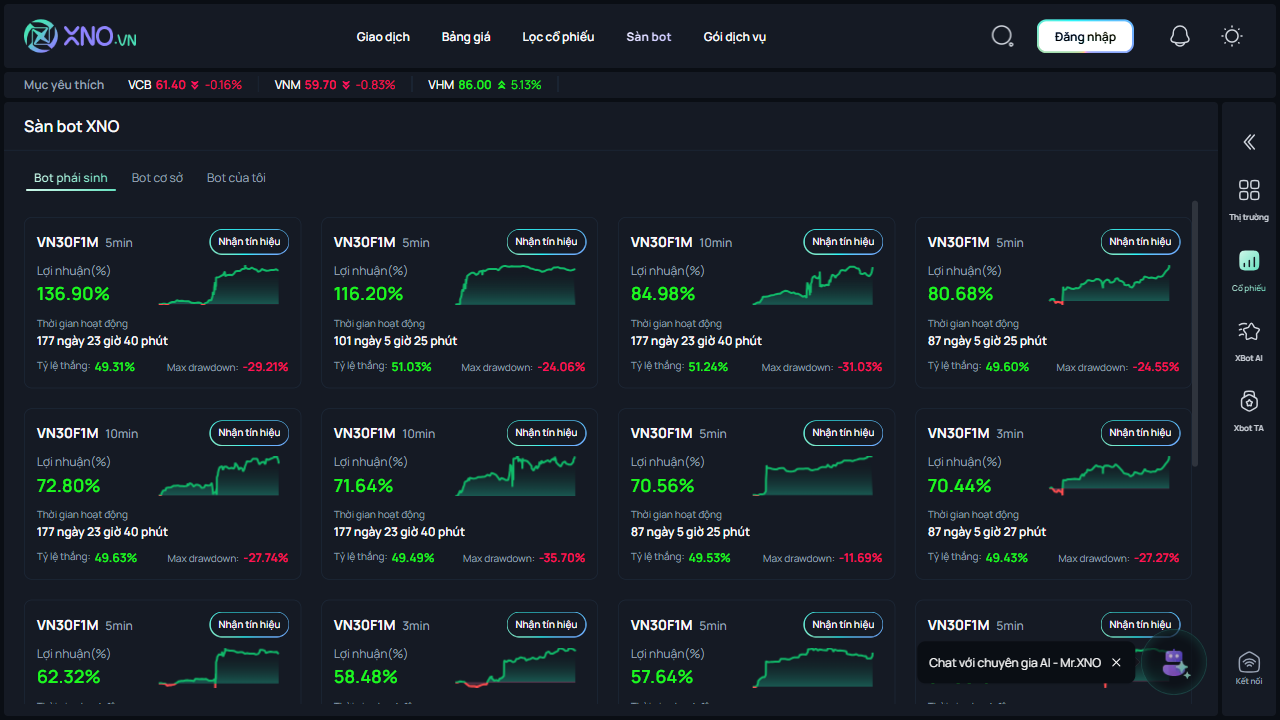 XNO.VN
Giao dịch Bảng giá Lọc cổ phiếu Sàn bot Gói dịch vụ
Đăng nhập
Mục yêu thích VCB 61.40 -0.16% VNM 59.70 -0.83% VHM 86.00 5.13%
Sàn bot XNO
Bot phái sinh Bot cơ sở Bot của tôi
VN30F1M 5min Nhận tín hiệu
Lợi nhuận(%)
136.90%
Thời gian hoạt động
177 ngày 23 giờ 40 phút
Tỷ lệ thắng: 49.31% Max drawdown: -29.21%
VN30F1M 5min Nhận tín hiệu
Lợi nhuận(%)
116.20%
Thời gian hoạt động
101 ngày 5 giờ 25 phút
Tỷ lệ thắng: 51.03% Max drawdown: -24.06%
VN30F1M 10min Nhận tín hiệu
Lợi nhuận(%)
84.98%
Thời gian hoạt động
177 ngày 23 giờ 40 phút
Tỷ lệ thắng: 51.24% Max drawdown: -31.03%
VN30F1M 5min Nhận tín hiệu
Lợi nhuận(%)
80.68%
Thời gian hoạt động
87 ngày 5 giờ 25 phút
Tỷ lệ thắng: 49.60% Max drawdown: -24.55%
VN30F1M 10min Nhận tín hiệu
Lợi nhuận(%)
72.80%
Thời gian hoạt động
177 ngày 23 giờ 40 phút
Tỷ lệ thắng: 49.63% Max drawdown: -27.74%
VN30F1M 10min Nhận tín hiệu
Lợi nhuận(%)
71.64%
Thời gian hoạt động
177 ngày 23 giờ 40 phút
Tỷ lệ thắng: 49.49% Max drawdown: -35.70%
VN30F1M 5min Nhận tín hiệu
Lợi nhuận(%)
70.56%
Thời gian hoạt động
87 ngày 5 giờ 25 phút
Tỷ lệ thắng: 49.53% Max drawdown: -11.69%
VN30F1M 3min Nhận tín hiệu
Lợi nhuận(%)
70.44%
Thời gian hoạt động
87 ngày 5 giờ 27 phút
Tỷ lệ thắng: 49.43% Max drawdown: -27.27%
VN30F1M 5min Nhận tín hiệu
Lợi nhuận(%)
62.32%
VN30F1M 3min Nhận tín hiệu
Lợi nhuận(%)
58.48%
VN30F1M 5min Nhận tín hiệu
Lợi nhuận(%)
57.64%
VN30F1M 5min Nhận tín hiệu
Chat với chuyên gia AI - Mr.XNO
Thị trường
Cổ phiếu
XBot AI
Xbot TA
Kết nối